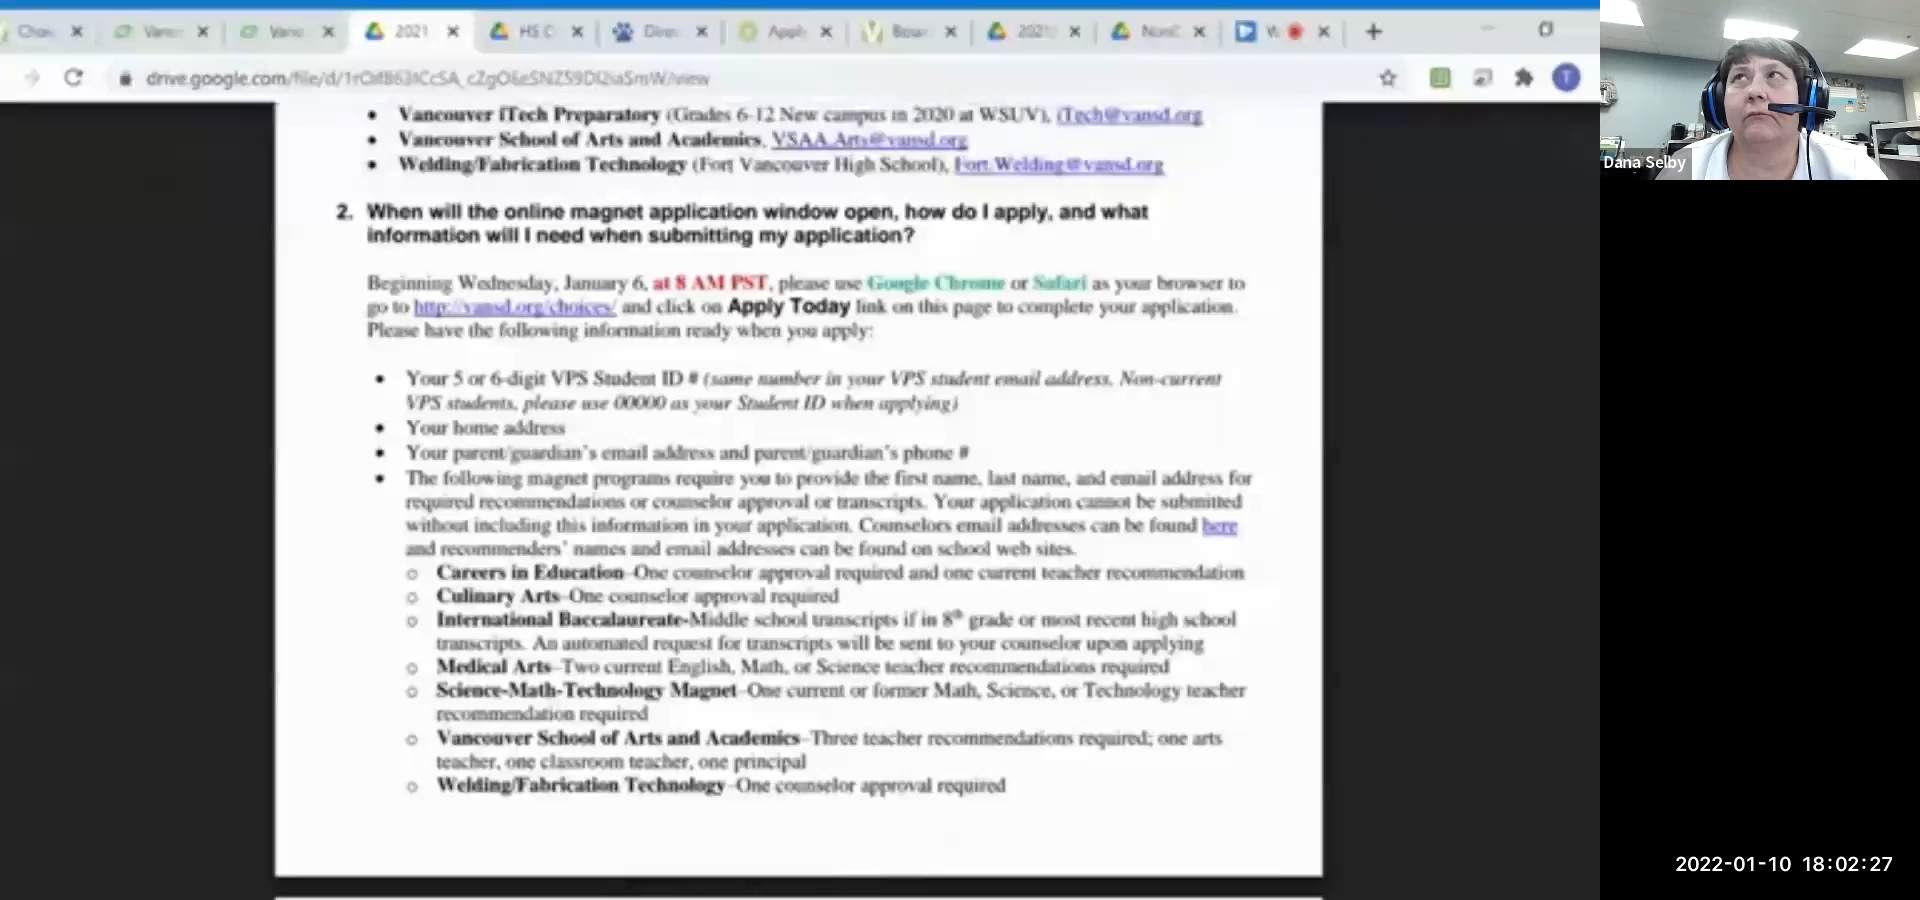 2021
HS C
Appl
2021
drive.google.com/file/d/
T
• Vancouver iTech Preparatory (Grades 6-12 New campus in 2020 at WSUV), iTech@vansd.org
• Vancouver School of Arts and Academics, VSAA.Arts@vansd.org
• Welding/Fabrication Technology (Fort Vancouver High School), Fort.Welding@vansd.org
2. When will the online magnet application window open, how do I apply, and what
information will I need when submitting my application?
Beginning Wednesday, January 6, at 8 AM PST, please use Google Chrome or Safari as your browser to
go to http://vansd.org/choices/ and click on Apply Today link on this page to complete your application.
Please have the following information ready when you apply:
• Your 5 or 6-digit VPS Student ID # (same number in your VPS student email address. Non-current
VPS students, please use 00000 as your Student ID when applying)
• Your home address
• Your parent/guardian's email address and parent/guardian's phone #
• The following magnet programs require you to provide the first name, last name, and email address for
required recommendations or counselor approval or transcripts. Your application cannot be submitted
without including this information in your application. Counselors email addresses can be found here
and recommenders' names and email addresses can be found on school web sites.
o Careers in Education–One counselor approval required and one current teacher recommendation
o Culinary Arts–One counselor approval required
o International Baccalaureate-Middle school transcripts if in 8th grade or most recent high school
transcripts. An automated request for transcripts will be sent to your counselor upon applying
o Medical Arts–Two current English, Math, or Science teacher recommendations required
o Science-Math-Technology Magnet–One current or former Math, Science, or Technology teacher
recommendation required
o Vancouver School of Arts and Academics–Three teacher recommendations required; one arts
teacher, one classroom teacher, one principal
o Welding/Fabrication Technology–One counselor approval required
Dana Selby
2022-01-10 18:02:27